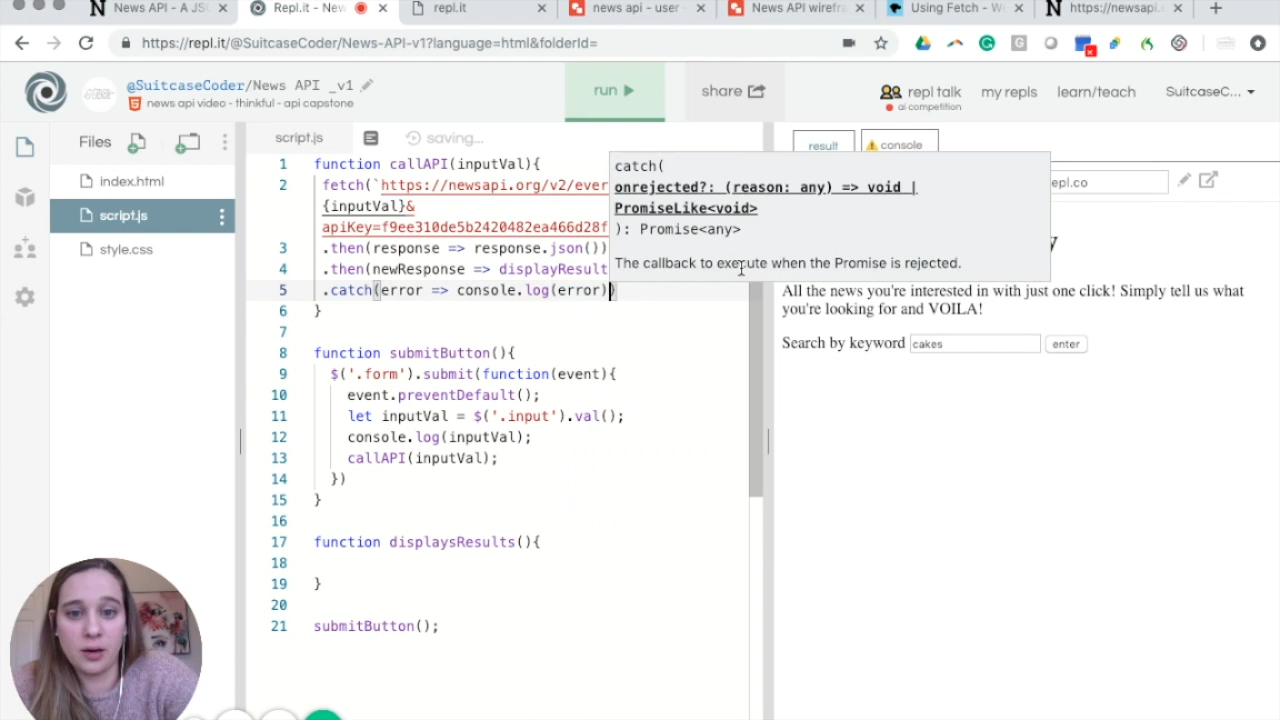 News API - A JS
Repl.it - New
repl.it
news api - user
News API wirefra
Using Fetch - W
https://newsapi.
https://repl.it/@SuitcaseCoder/News-API-v1?language=html&folderId=
@SuitcaseCoder/News API _v1
news api video - thinkful - api capstone
run
share
repl talk
ai competition
my repls
learn/teach
SuitcaseC...
Files
script.js
saving...
result
console
index.html
script.js
style.css
epl.co
1 function callAPI(inputVal){
2 fetch(`https://newsapi.org/v2/ever
{inputVal}&
apiKey=f9ee310de5b2420482ea466d28f
3 .then(response => response.json())
4 .then(newResponse => displayResult
5 .catch(error => console.log(error))
6 }
7
8 function submitButton(){
9 $('.form').submit(function(event){
10 event.preventDefault();
11 let inputVal = $('.input').val();
12 console.log(inputVal);
13 callAPI(inputVal);
14 })
15 }
16
17 function displaysResults(){
18
19 }
20
21 submitButton();
catch(
onrejected?: (reason: any) => void |
PromiseLike<void>
): Promise<any>
The callback to execute when the Promise is rejected.
y
All the news you're interested in with just one click! Simply tell us what
you're looking for and VOILA!
Search by keyword cakes enter